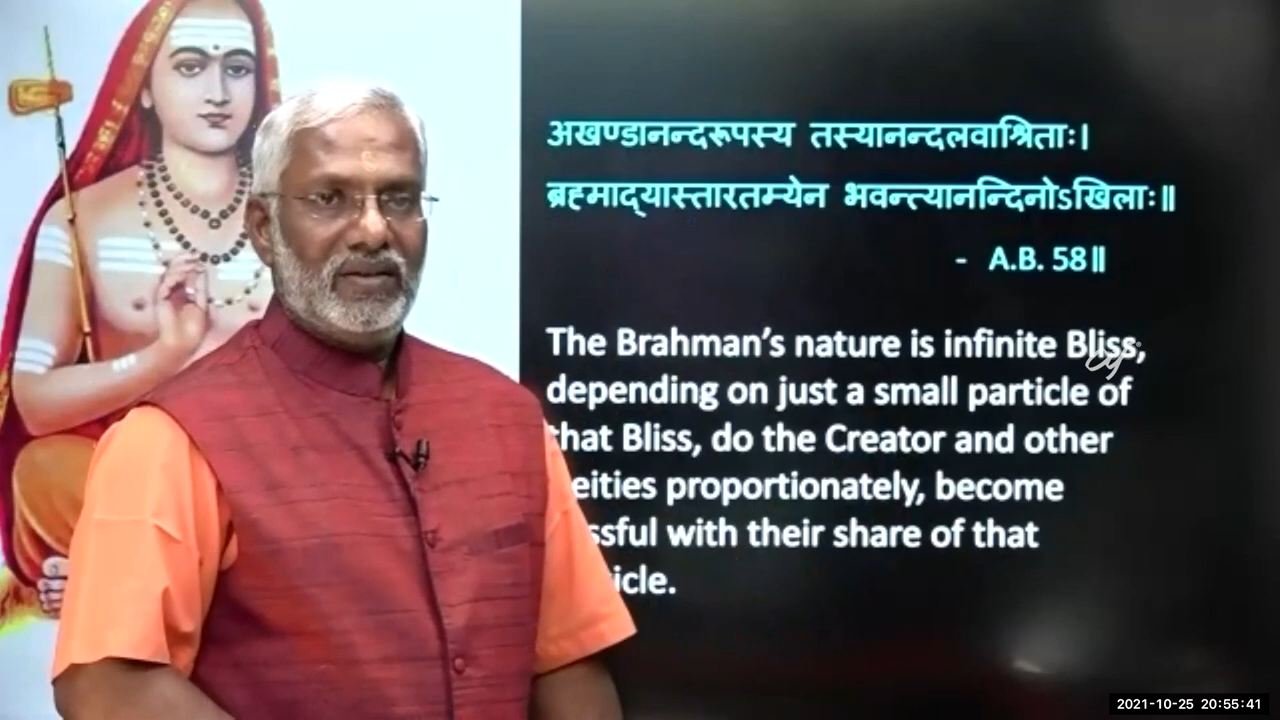 अखण्डानन्दरूपस्य तस्यानन्दलवाश्रिताः।
ब्रह्माद्यास्तारतम्येन भवन्त्यानन्दिनोऽखिलाः॥
- A.B. 58॥
The Brahman’s nature is infinite Bliss,
depending on just a small particle of
that Bliss, do the Creator and other
eities proportionately, become
ssful with their share of that
icle.
2021-10-25 20:55:41